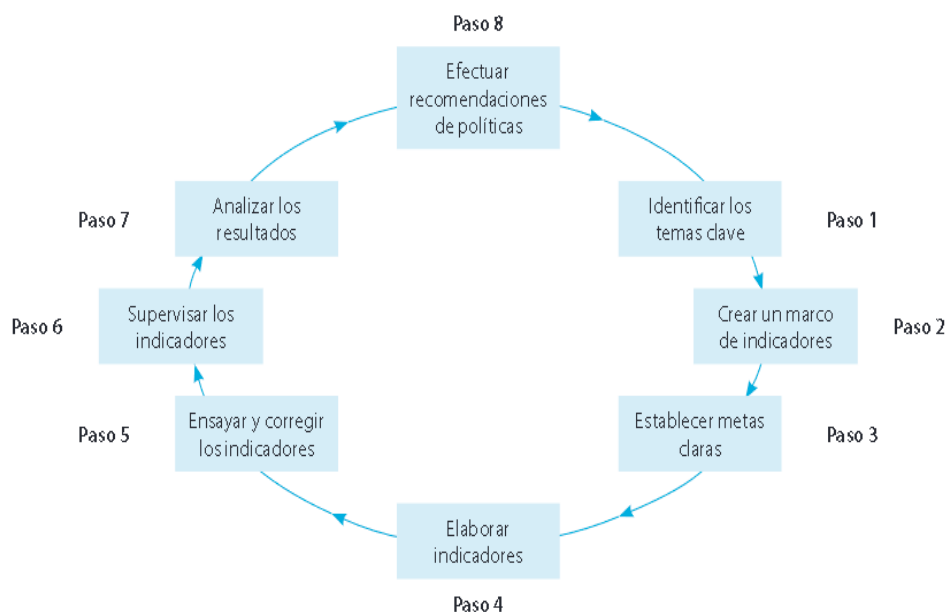 Paso 8
Efectuar
recomendaciones
de políticas
Identificar los
temas clave
Paso 1
Crear un marco
de indicadores
Paso 2
Establecer metas
claras
Paso 3
Elaborar
indicadores
Paso 4
Ensayar y corregir
los indicadores
Paso 5
Supervisar los
indicadores
Paso 6
Analizar los
resultados
Paso 7